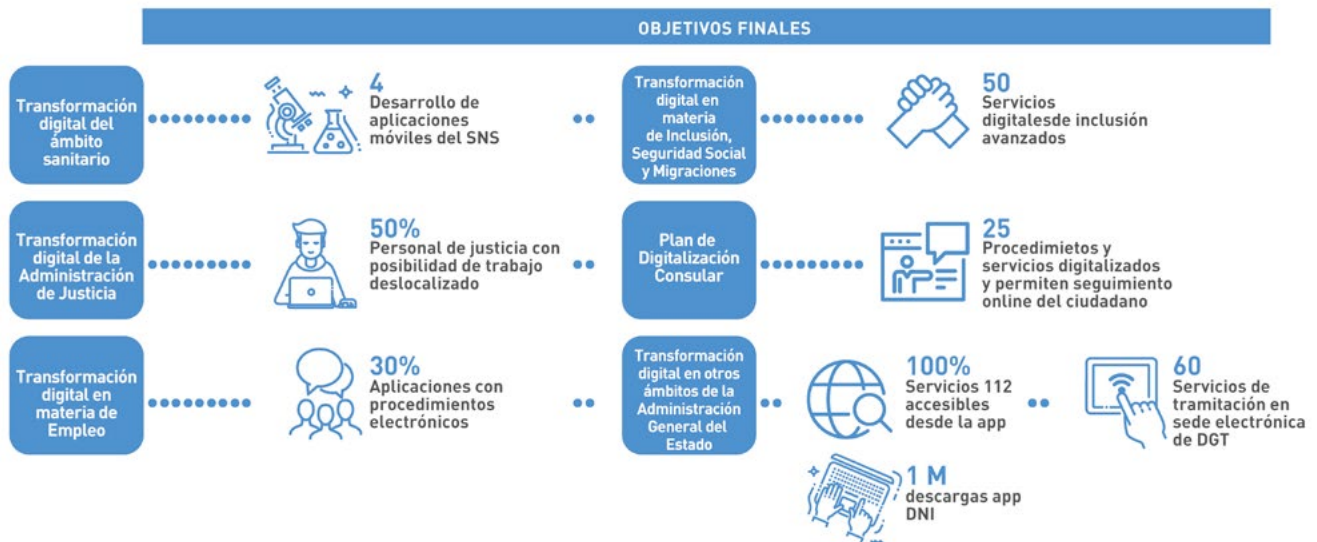 OBJETIVOS FINALES
Transformación
digital del
ámbito
sanitario
4
Desarrollo de
aplicaciones
móviles del SNS
Transformación
digital en
materia
de Inclusión,
Seguridad Social
y Migraciones
50
Servicios
digitalesde inclusión
avanzados
Transformación
digital de la
Administración
de Justicia
50%
Personal de justicia con
posibilidad de trabajo
deslocalizado
Plan de
Digitalización
Consular
25
Procedimietos y
servicios digitalizados
y permiten seguimiento
online del ciudadano
Transformación
digital en
materia de
Empleo
30%
Aplicaciones con
procedimientos
electrónicos
Transformación
digital en otros
ámbitos de la
Administración
General del
Estado
100%
Servicios 112
accesibles
desde la app
60
Servicios de
tramitación en
sede electrónica
de DGT
1 M
descargas app
DNI